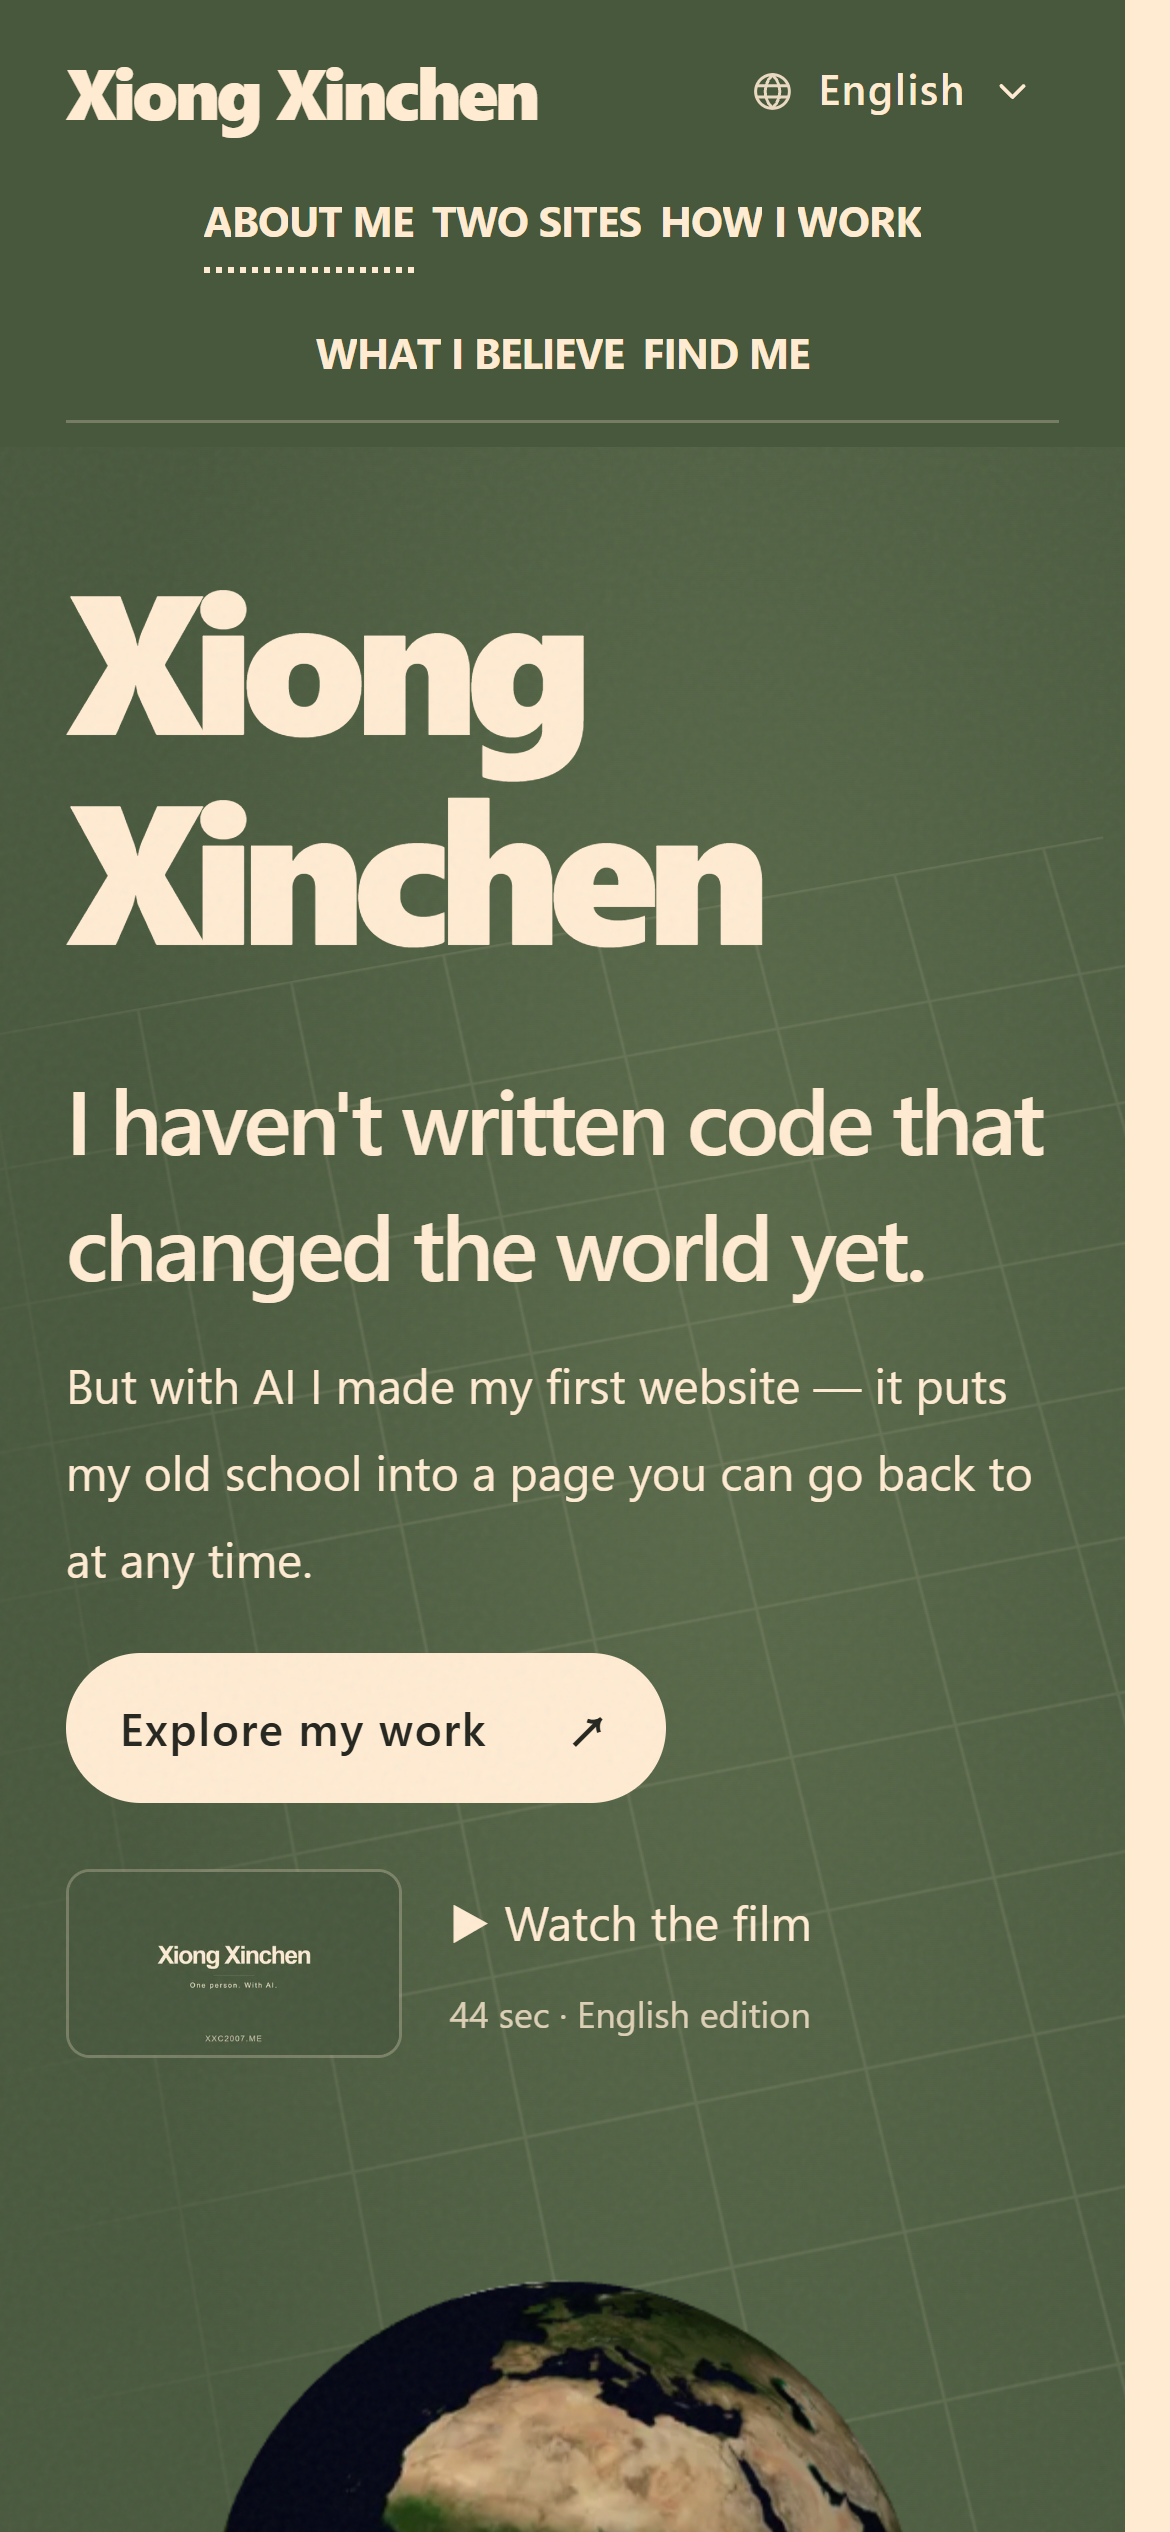 Xiong Xinchen
English
ABOUT ME TWO SITES HOW I WORK
WHAT I BELIEVE FIND ME
Xiong
Xinchen
I haven't written code that
changed the world yet.
But with AI I made my first website — it puts
my old school into a page you can go back to
at any time.
Explore my work ↗
Xiong Xinchen
One person. With AI.
XXC2007.ME
▶ Watch the film
44 sec · English edition